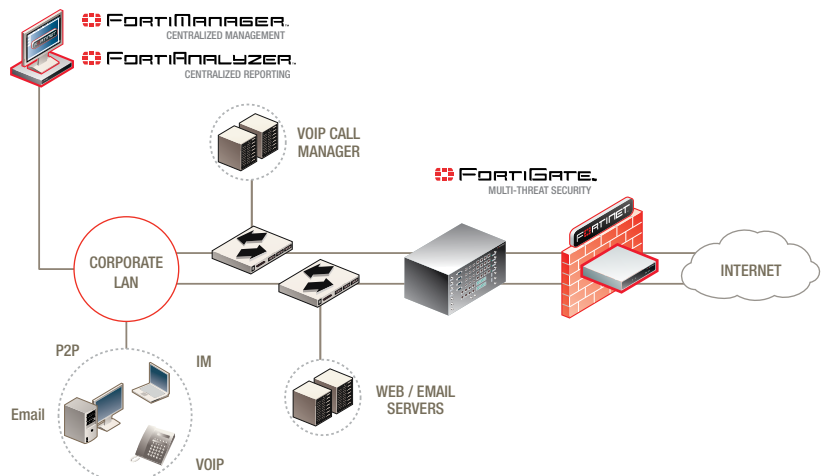 FORTIMANAGER
CENTRALIZED MANAGEMENT
FORTIANALYZER
CENTRALIZED REPORTING
VOIP CALL
MANAGER
FORTIGATE
MULTI-THREAT SECURITY
FORTINET
CORPORATE
LAN
INTERNET
P2P
IM
Email
VOIP
WEB / EMAIL
SERVERS